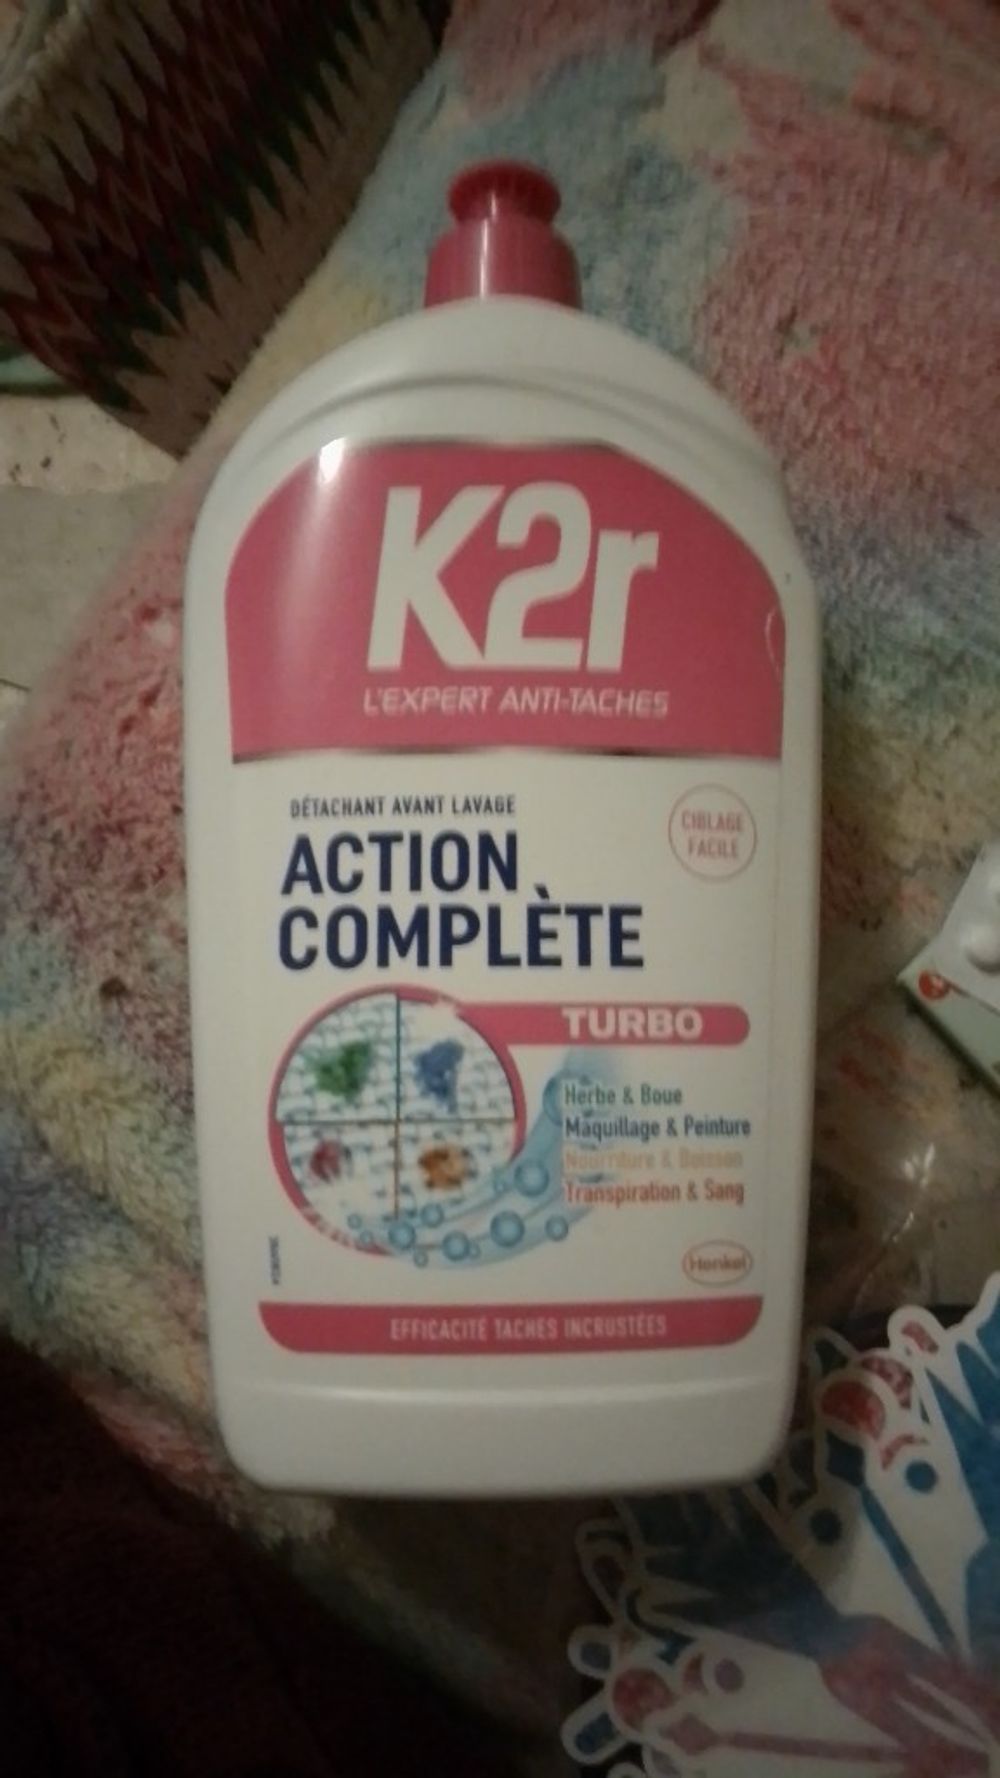 K2r
L'EXPERT ANTI-TACHES
DÉTACHANT AVANT LAVAGE
ACTION
COMPLÈTE
CIBLAGE
FACILE
TURBO
Herbe & Boue
Maquillage & Peinture
Nourriture & Boisson
Transpiration & Sang
Henkel
EFFICACITÉ TACHES INCRUSTÉES